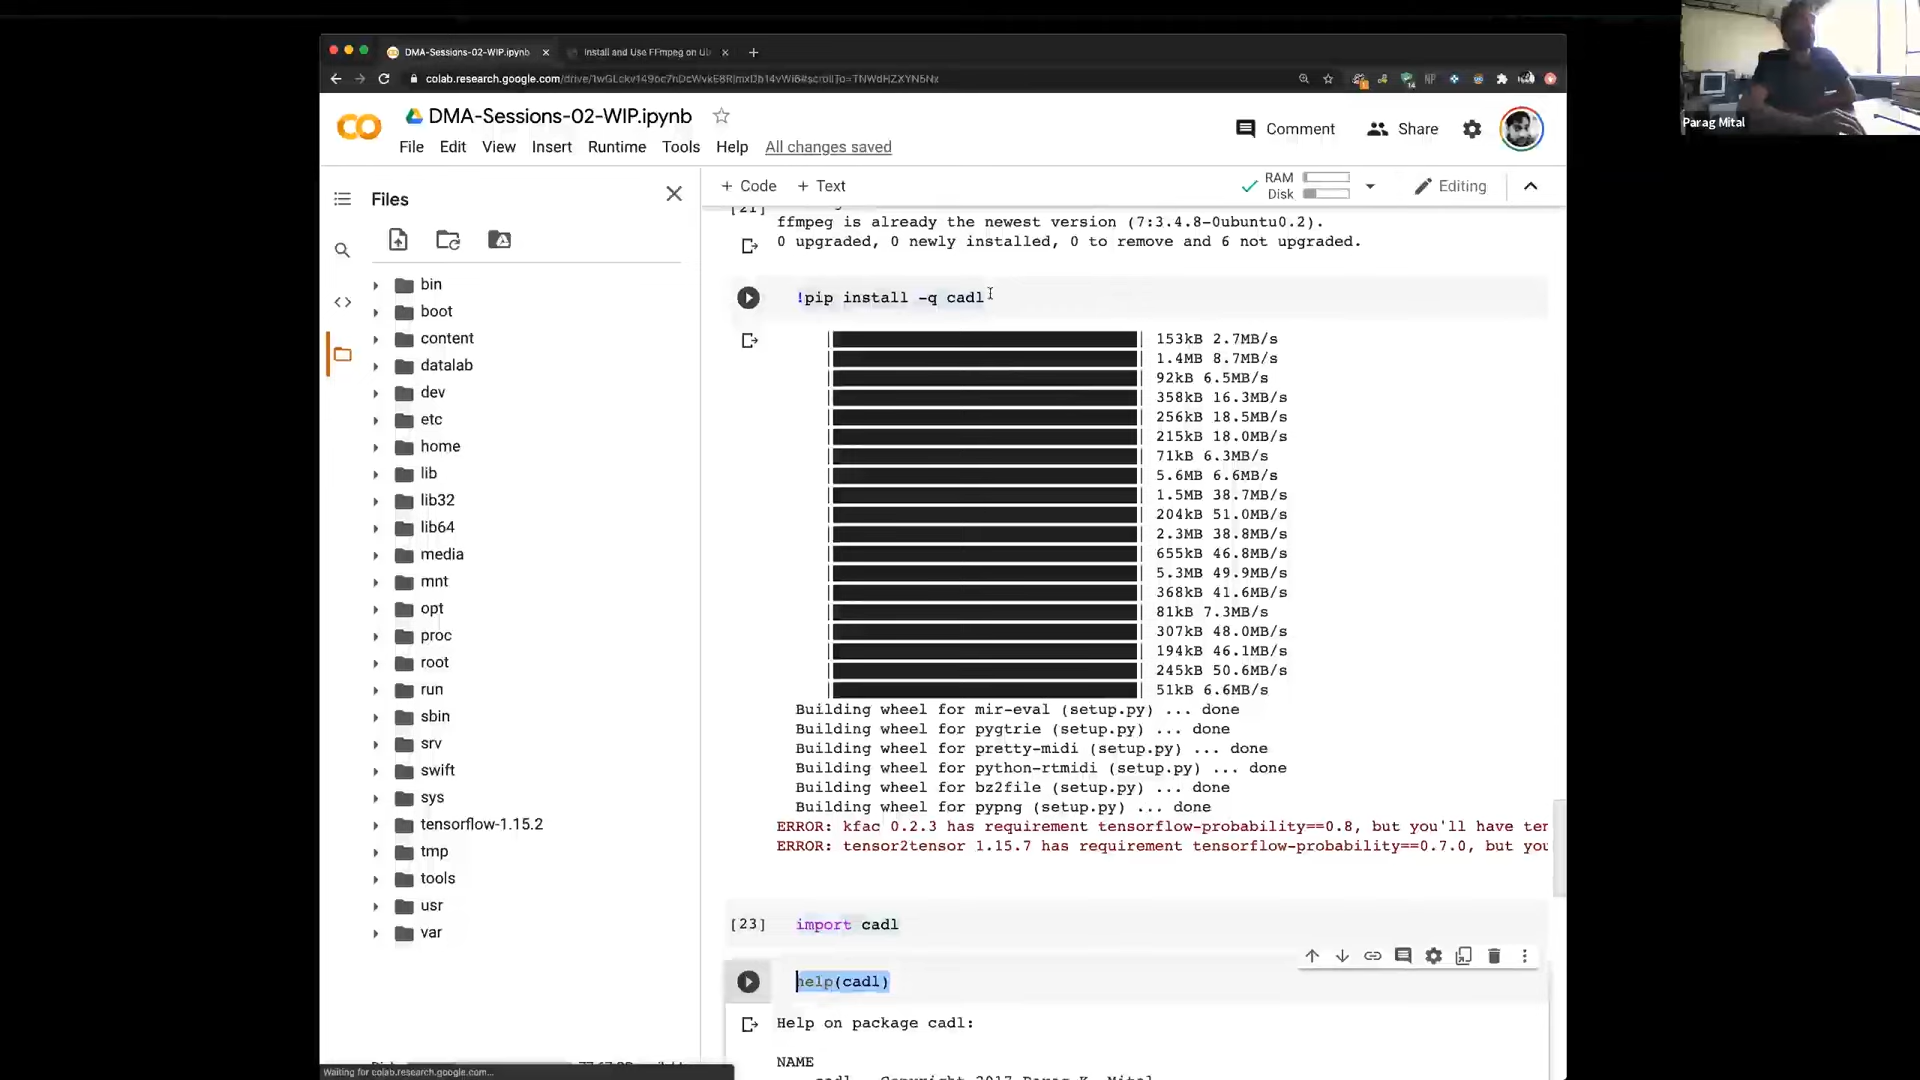 DMA-Sessions-02-WIP.ipynb
Install and Use FFmpeg on Ub
Parag Mital
DMA-Sessions-02-WIP.ipynb
Comment
Share
File Edit View Insert Runtime Tools Help All changes saved
Files
+ Code + Text
RAM
Disk
Editing
[21]
ffmpeg is already the newest version (7:3.4.8-0ubuntu0.2).
0 upgraded, 0 newly installed, 0 to remove and 6 not upgraded.
bin
boot
content
datalab
dev
etc
home
lib
lib32
lib64
media
mnt
opt
proc
root
run
sbin
srv
swift
sys
tensorflow-1.15.2
tmp
tools
usr
var
!pip install -q cadl
153kB 2.7MB/s
1.4MB 8.7MB/s
92kB 6.5MB/s
358kB 16.3MB/s
256kB 18.5MB/s
215kB 18.0MB/s
71kB 6.3MB/s
5.6MB 6.6MB/s
1.5MB 38.7MB/s
204kB 51.0MB/s
2.3MB 38.8MB/s
655kB 46.8MB/s
5.3MB 49.9MB/s
368kB 41.6MB/s
81kB 7.3MB/s
307kB 48.0MB/s
194kB 46.1MB/s
245kB 50.6MB/s
51kB 6.6MB/s
Building wheel for mir-eval (setup.py) ... done
Building wheel for pygtrie (setup.py) ... done
Building wheel for pretty-midi (setup.py) ... done
Building wheel for python-rtmidi (setup.py) ... done
Building wheel for bz2file (setup.py) ... done
Building wheel for pypng (setup.py) ... done
ERROR: kfac 0.2.3 has requirement tensorflow-probability==0.8, but you'll have ten
ERROR: tensor2tensor 1.15.7 has requirement tensorflow-probability==0.7.0, but you
[23] import cadl
help(cadl)
Help on package cadl:
NAME
cadl - Copyright 2017 Parag K. Mital
Waiting for colab.research.google.com...